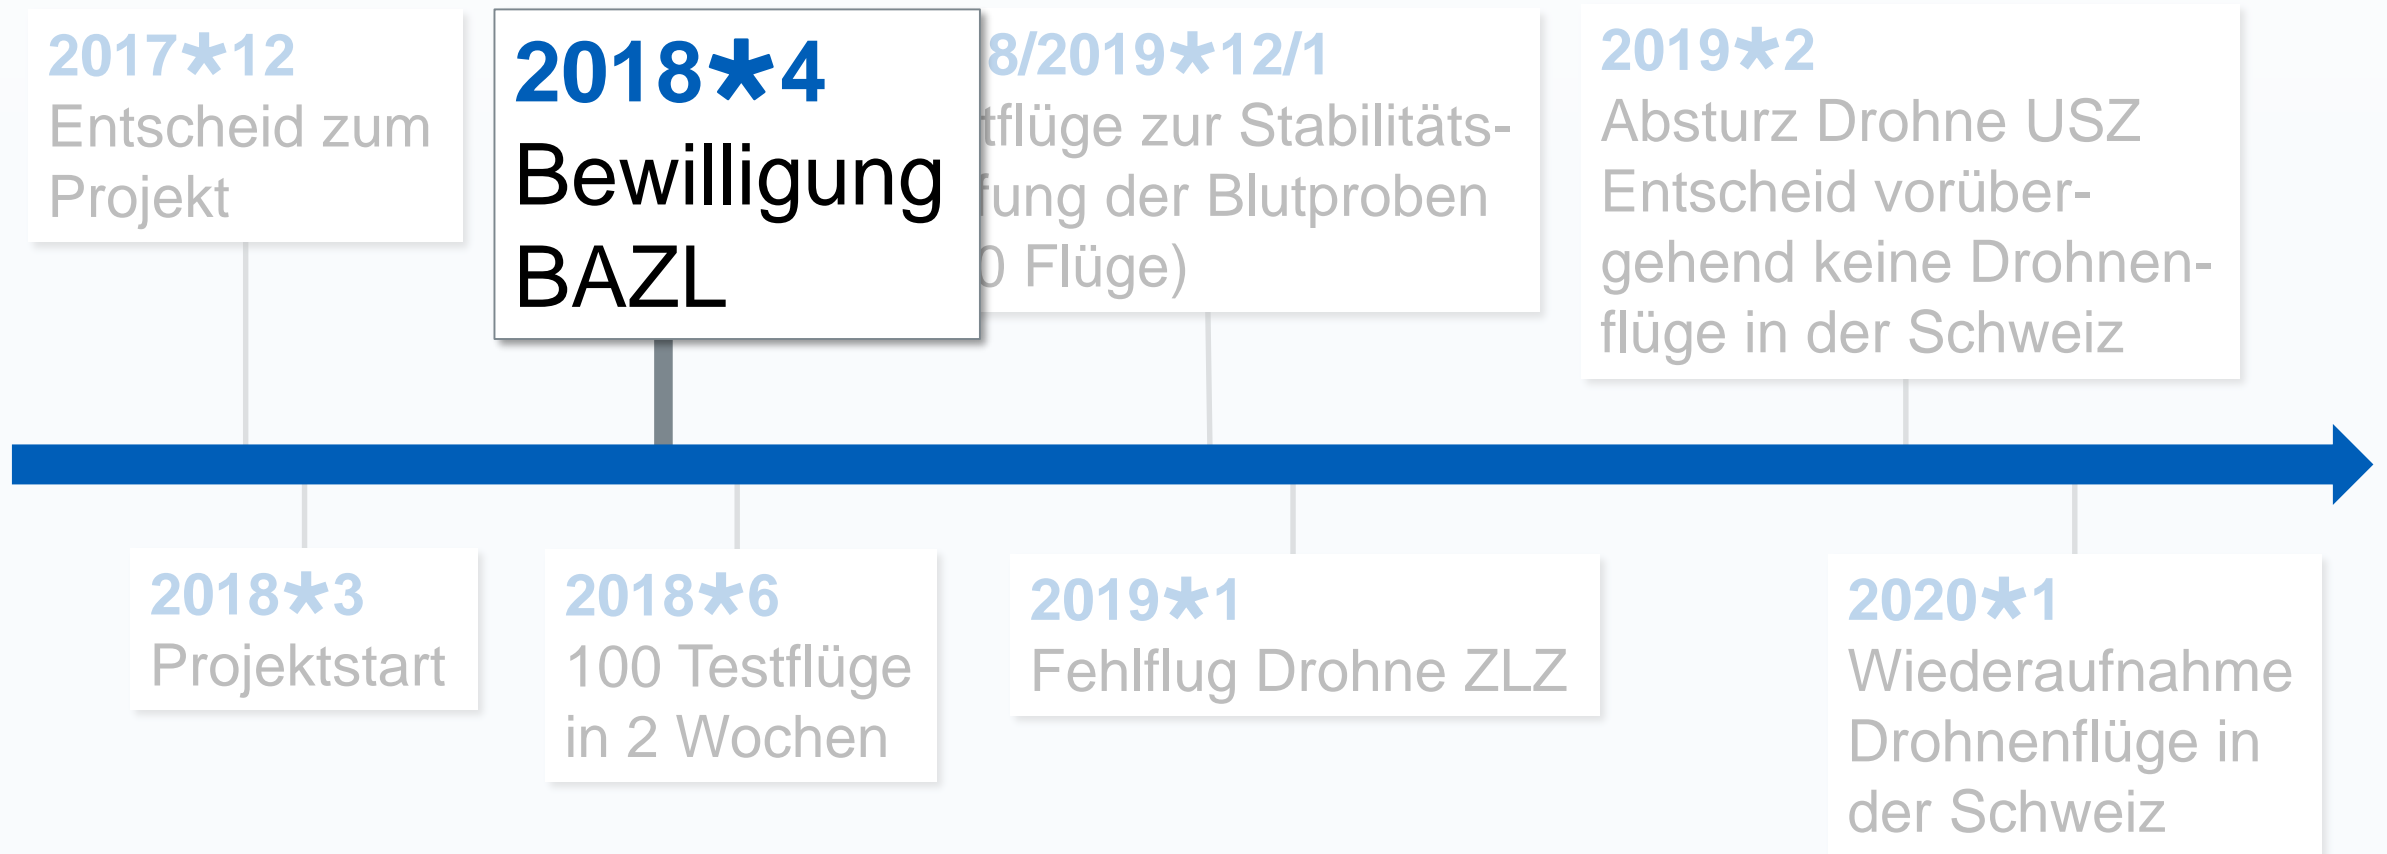 2017*12
Entscheid zum
Projekt
2018*4
Bewilligung
BAZL
8/2019*12/1
tflüge zur Stabilitäts-
fung der Blutproben
0 Flüge)
2019*2
Absturz Drohne USZ
Entscheid vorüber-
gehend keine Drohnen-
flüge in der Schweiz
2018*3
Projektstart
2018*6
100 Testflüge
in 2 Wochen
2019*1
Fehlflug Drohne ZLZ
2020*1
Wiederaufnahme
Drohnenflüge in
der Schweiz